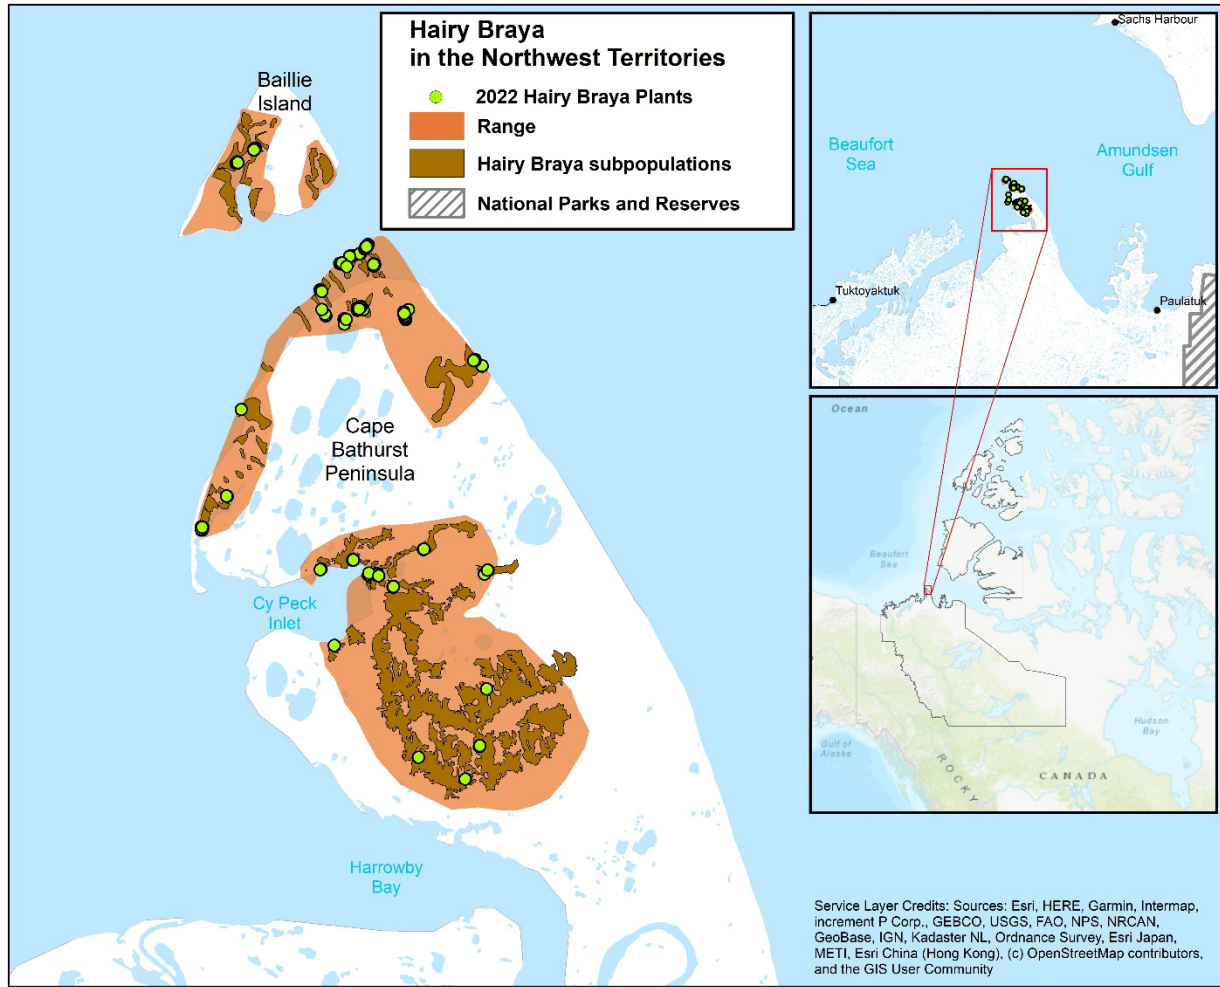 Hairy Braya
in the Northwest Territories
2022 Hairy Braya Plants
Range
Hairy Braya subpopulations
National Parks and Reserves
Baillie
Island
Cape
Bathurst
Peninsula
Cy Peck
Inlet
Harrowby
Bay
Sachs Harbour
Beaufort
Sea
Amundsen
Gulf
Tuktoyaktuk
Paulatuk
Ocean
Beaufort
Sea
Hudson
Bay
Gulf of
Alaska
ROCKY
CANADA
Service Layer Credits: Sources: Esri, HERE, Garmin, Intermap,
increment P Corp., GEBCO, USGS, FAO, NPS, NRCAN,
GeoBase, IGN, Kadaster NL, Ordnance Survey, Esri Japan,
METI, Esri China (Hong Kong), (c) OpenStreetMap contributors,
and the GIS User Community